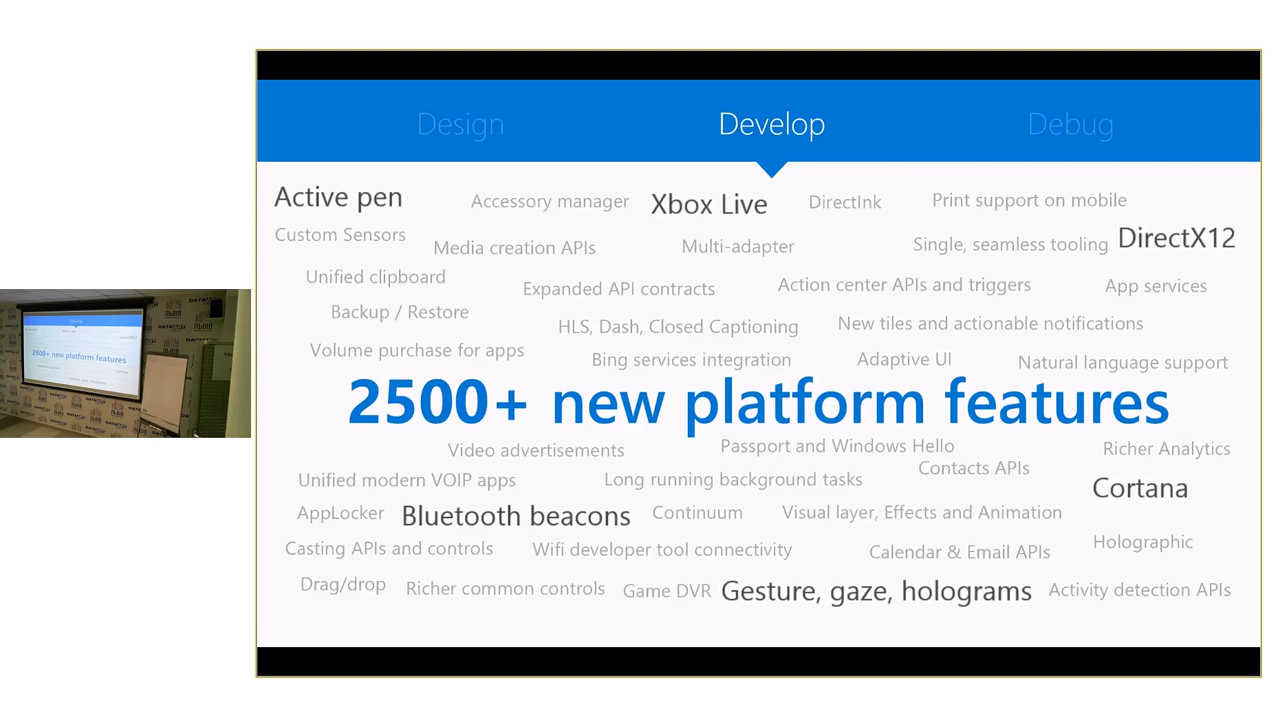 Design Develop Debug
Active pen Accessory manager Xbox Live DirectInk Print support on mobile
Custom Sensors Media creation APIs Multi-adapter Single, seamless tooling DirectX12
Unified clipboard Expanded API contracts Action center APIs and triggers App services
Backup / Restore HLS, Dash, Closed Captioning New tiles and actionable notifications
Volume purchase for apps Bing services integration Adaptive UI Natural language support
2500+ new platform features
Video advertisements Passport and Windows Hello Richer Analytics
Unified modern VOIP apps Long running background tasks Contacts APIs
Cortana
AppLocker Bluetooth beacons Continuum Visual layer, Effects and Animation
Casting APIs and controls Wifi developer tool connectivity Calendar & Email APIs Holographic
Drag/drop Richer common controls Game DVR Gesture, gaze, holograms Activity detection APIs
Develop
2500+ new platform features